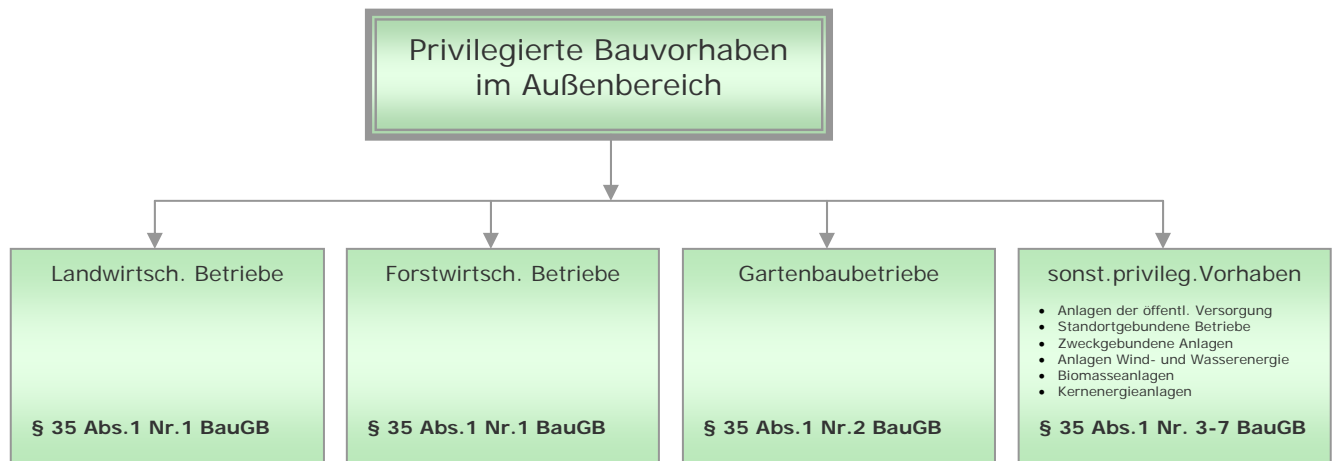 Privilegierte Bauvorhaben
im Außenbereich
Landwirtsch. Betriebe
§ 35 Abs.1 Nr.1 BauGB
Forstwirtsch. Betriebe
§ 35 Abs.1 Nr.1 BauGB
Gartenbaubetriebe
§ 35 Abs.1 Nr.2 BauGB
sonst.privileg.Vorhaben
• Anlagen der öffentl. Versorgung
• Standortgebundene Betriebe
• Zweckgebundene Anlagen
• Anlagen Wind- und Wasserenergie
• Biomasseanlagen
• Kernenergieanlagen
§ 35 Abs.1 Nr. 3-7 BauGB